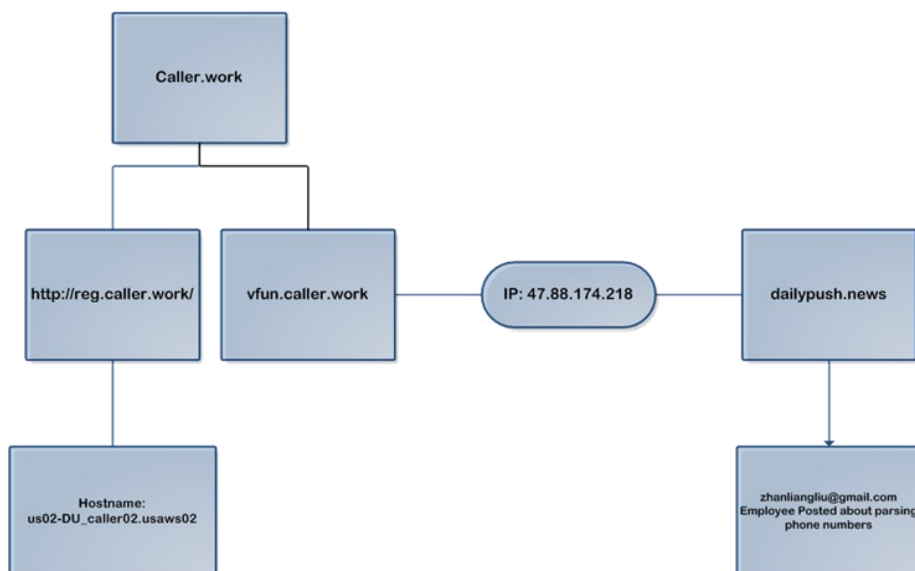 Caller.work
http://reg.caller.work/
vfun.caller.work
IP: 47.88.174.218
dailypush.news
Hostname:
us02-DU_caller02.usaws02
zhanliangliu@gmail.com
Employee Posted about parsing
phone numbers